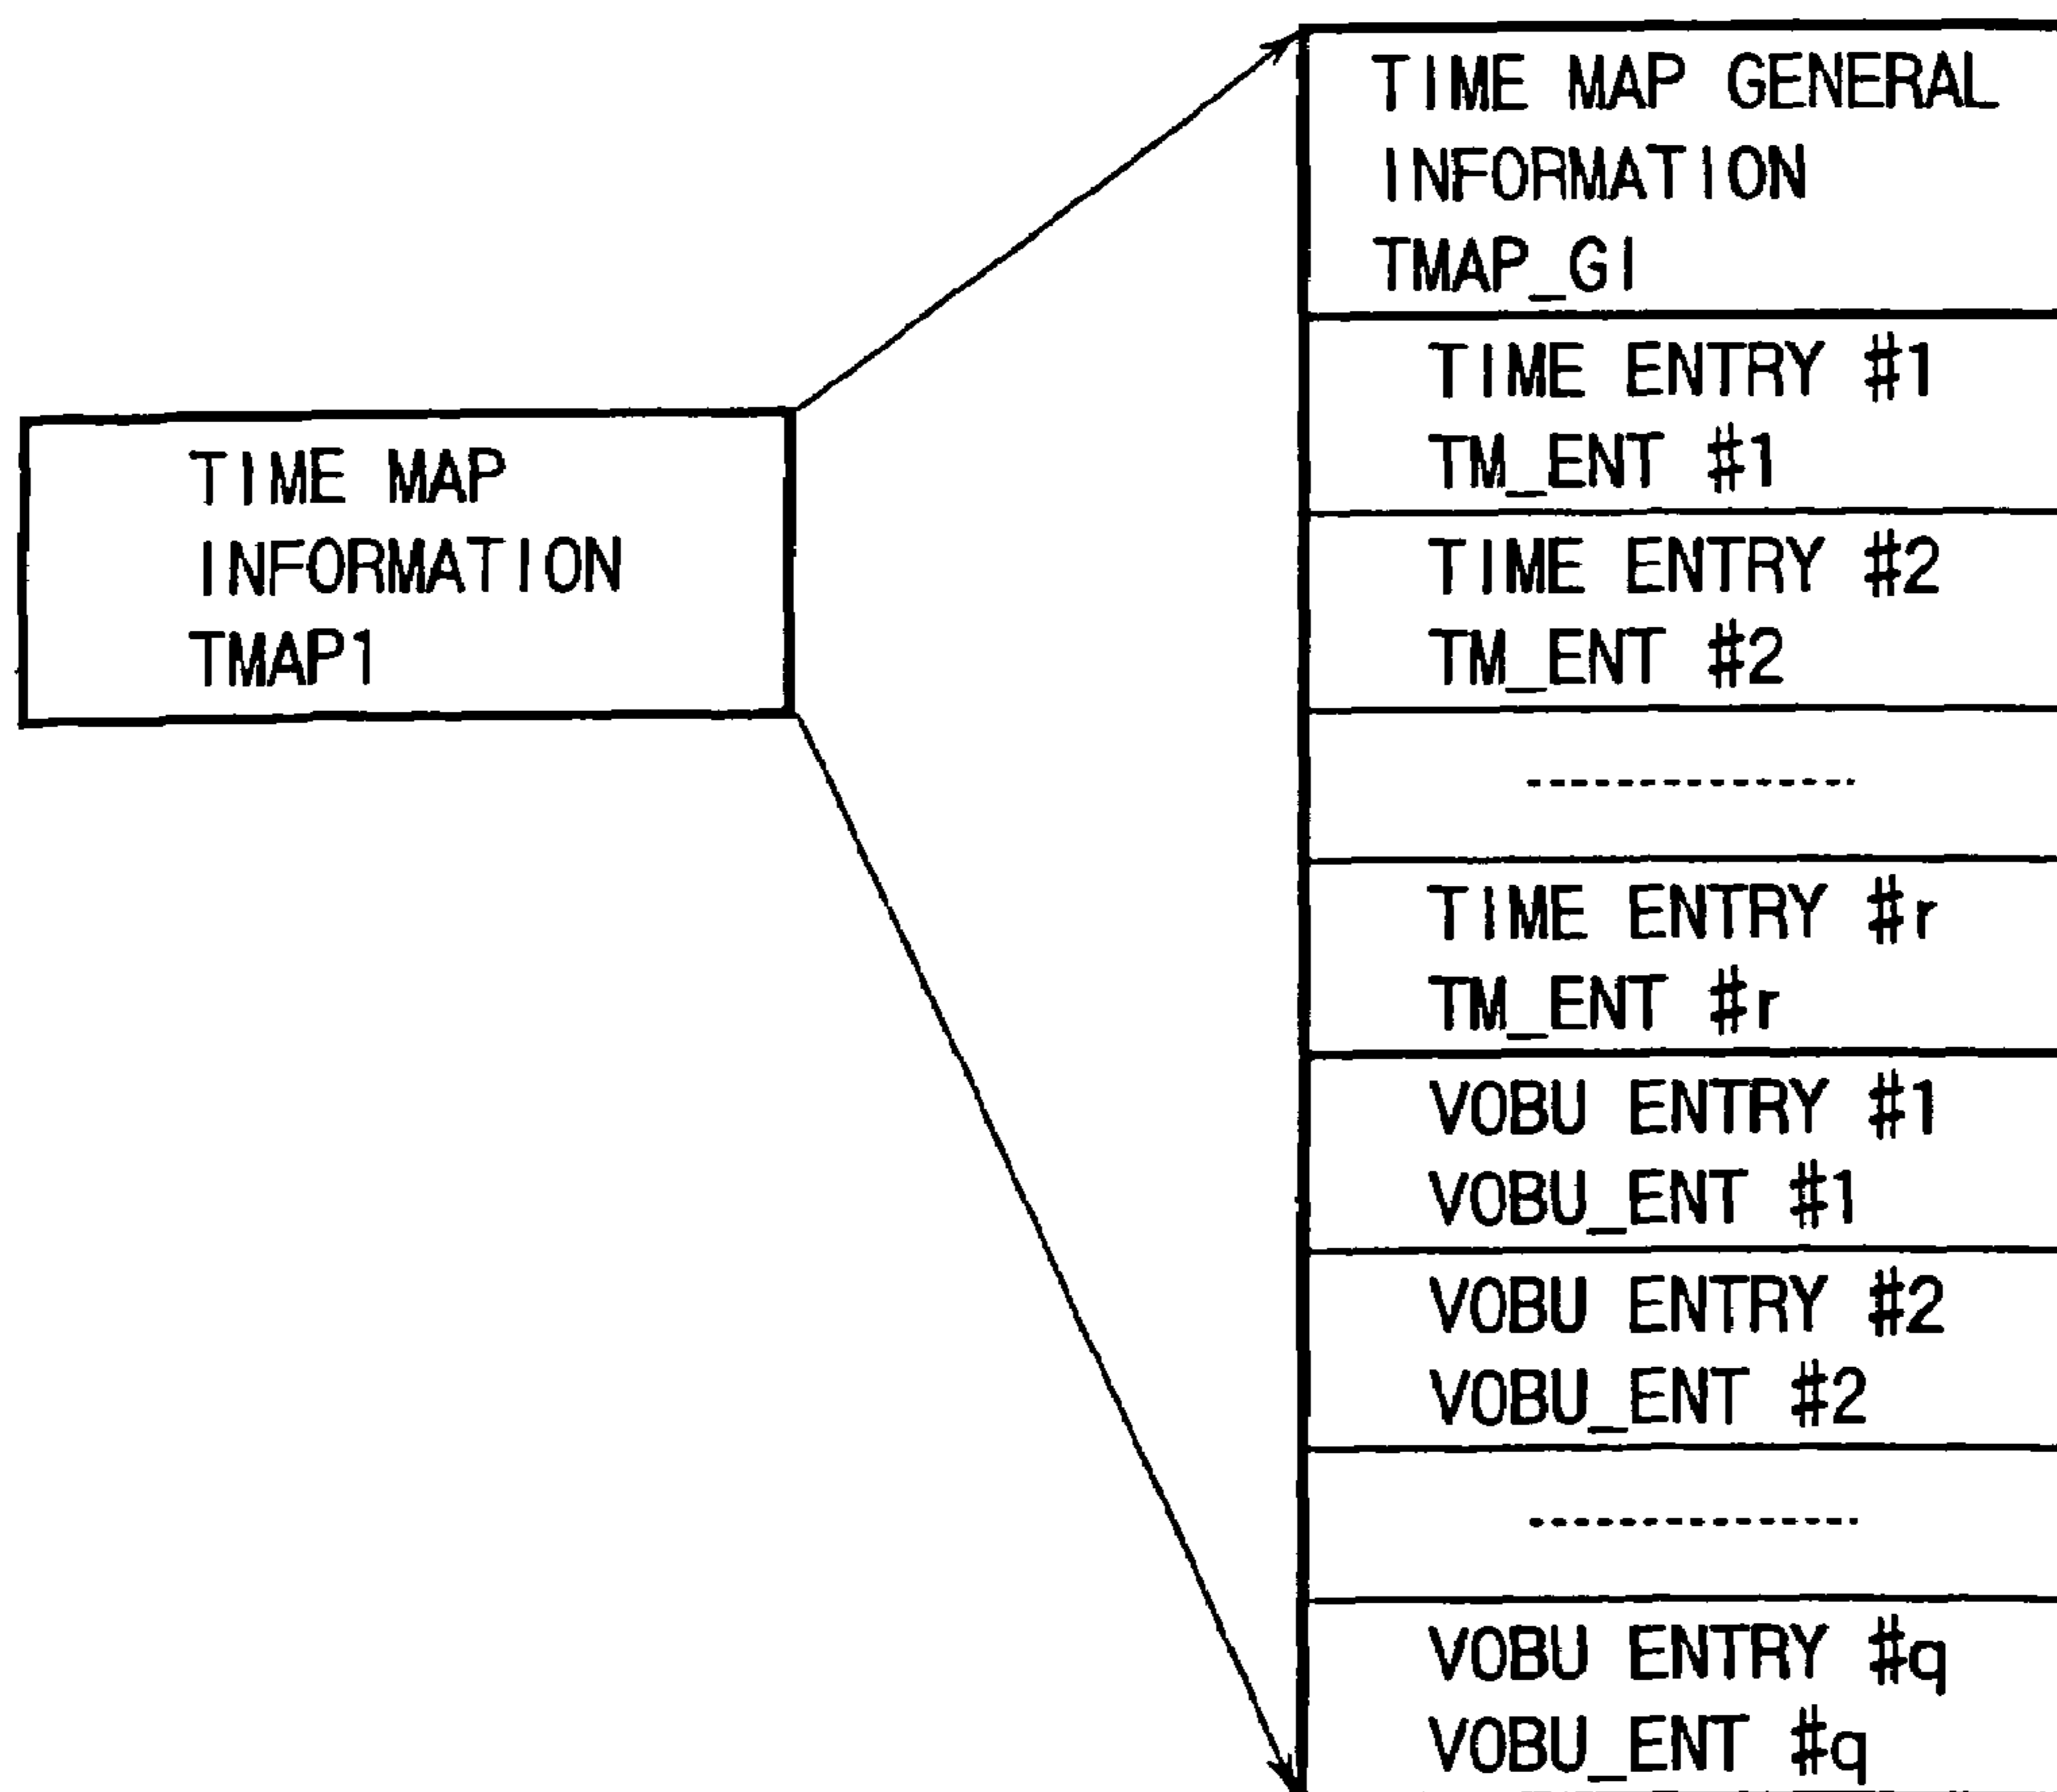 TIME MAP
INFORMATION
TMAP1
TIME MAP GENERAL
INFORMATION
TMAP_GI
TIME ENTRY #1
TM_ENT #1
TIME ENTRY #2
TM_ENT #2
TIME ENTRY #r
TM_ENT #r
VOBU ENTRY #1
VOBU_ENT #1
VOBU ENTRY #2
VOBU_ENT #2
VOBU ENTRY #q
VOBU_ENT #q